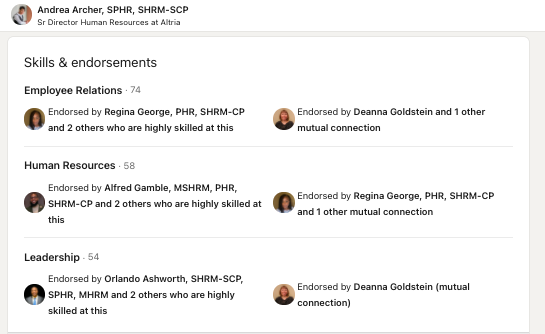 Andrea Archer, SPHR, SHRM-SCP
Sr Director Human Resources at Altria
Skills & endorsements
Employee Relations · 74
Endorsed by Regina George, PHR, SHRM-CP
and 2 others who are highly skilled at this
Endorsed by Deanna Goldstein and 1 other
mutual connection
Human Resources · 58
Endorsed by Alfred Gamble, MSHRM, PHR,
SHRM-CP and 2 others who are highly skilled at
this
Endorsed by Regina George, PHR, SHRM-CP
and 1 other mutual connection
Leadership · 54
Endorsed by Orlando Ashworth, SHRM-SCP,
SPHR, MHRM and 2 others who are highly
skilled at this
Endorsed by Deanna Goldstein (mutual
connection)